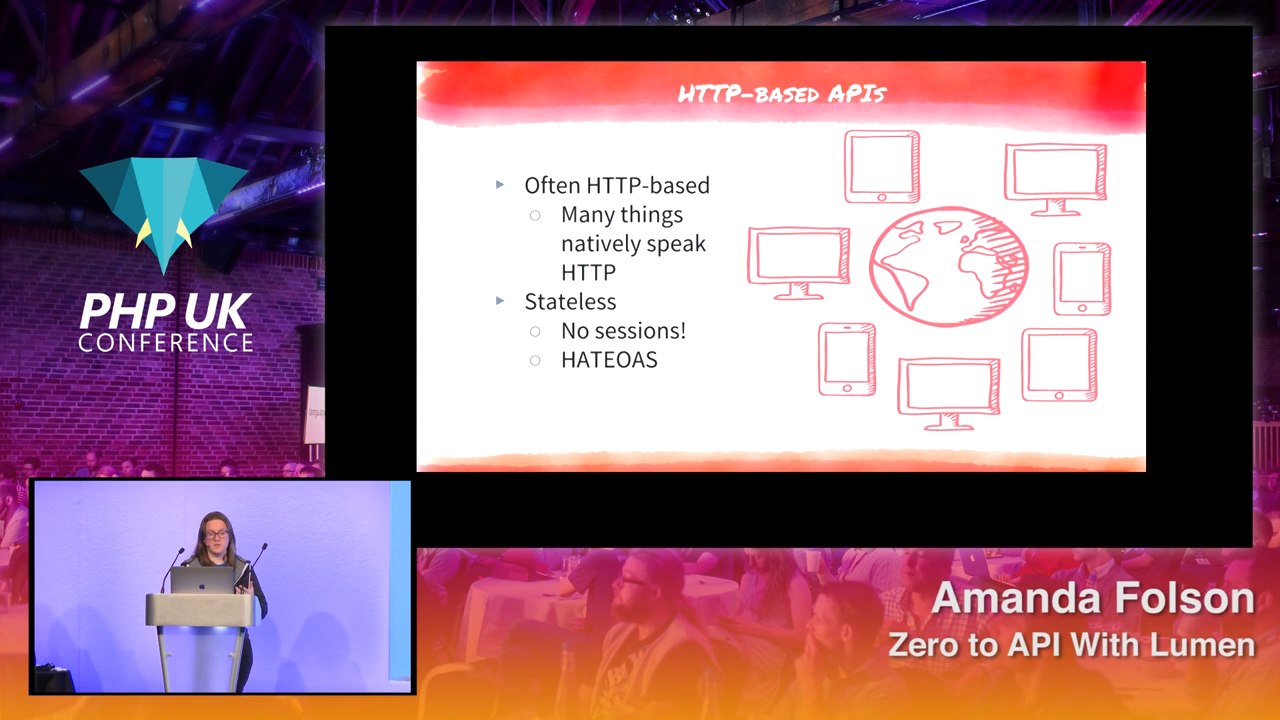 HTTP-BASED APIS
Often HTTP-based
Many things
natively speak
HTTP
Stateless
No sessions!
HATEOAS
PHP UK
CONFERENCE
Amanda Folson
Zero to API With Lumen